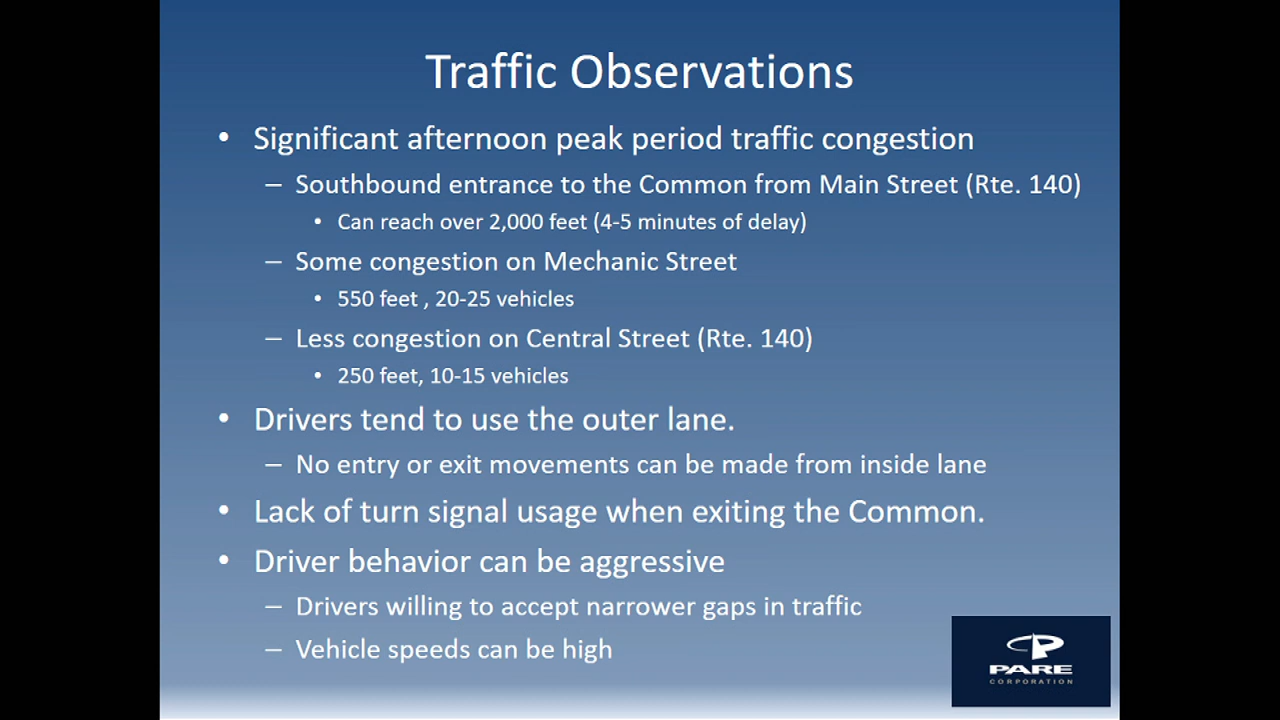 Traffic Observations
• Significant afternoon peak period traffic congestion
– Southbound entrance to the Common from Main Street (Rte. 140)
• Can reach over 2,000 feet (4-5 minutes of delay)
– Some congestion on Mechanic Street
• 550 feet , 20-25 vehicles
– Less congestion on Central Street (Rte. 140)
• 250 feet, 10-15 vehicles
• Drivers tend to use the outer lane.
– No entry or exit movements can be made from inside lane
• Lack of turn signal usage when exiting the Common.
• Driver behavior can be aggressive
– Drivers willing to accept narrower gaps in traffic
– Vehicle speeds can be high
PARE
CORPORATION